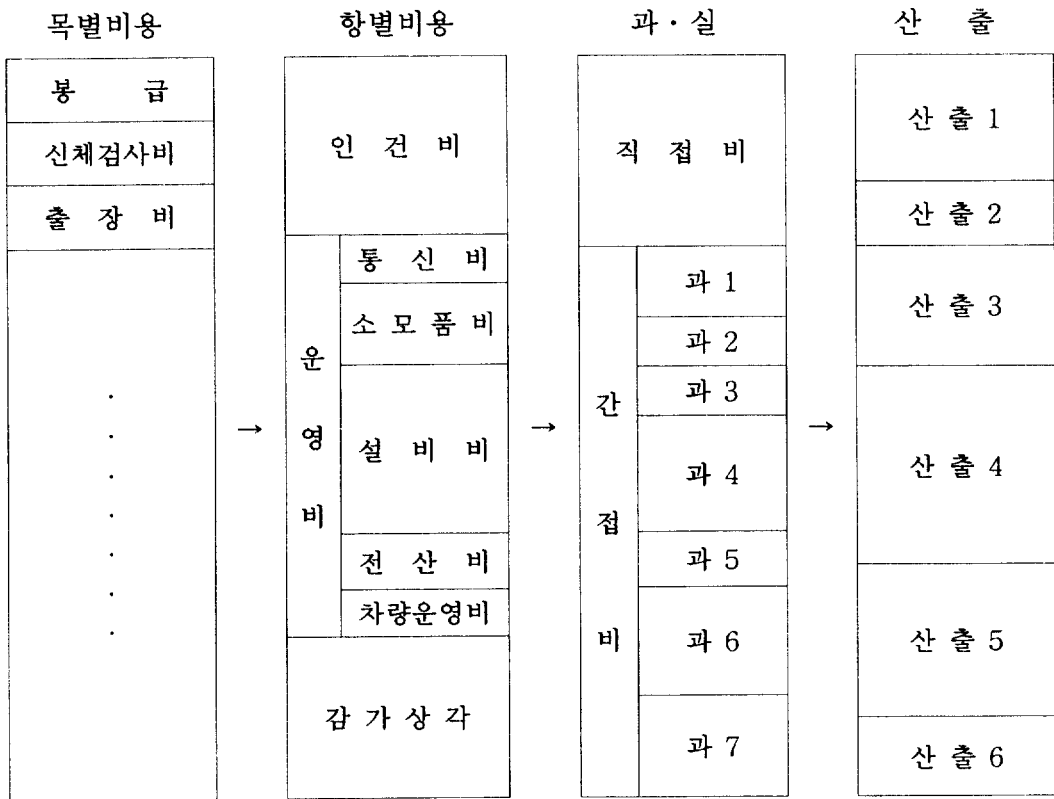 목별비용
봉 급
신체검사비
출 장 비
·
·
·
·
·
·
·
→
항별비용
인 건 비
운 영 비
통 신 비
소 모 품 비
설 비 비
전 산 비
차량운영비
감 가 상 각
→
과·실
직 접 비
간 접 비
과 1
과 2
과 3
과 4
과 5
과 6
과 7
→
산 출
산 출 1
산 출 2
산 출 3
산 출 4
산 출 5
산 출 6